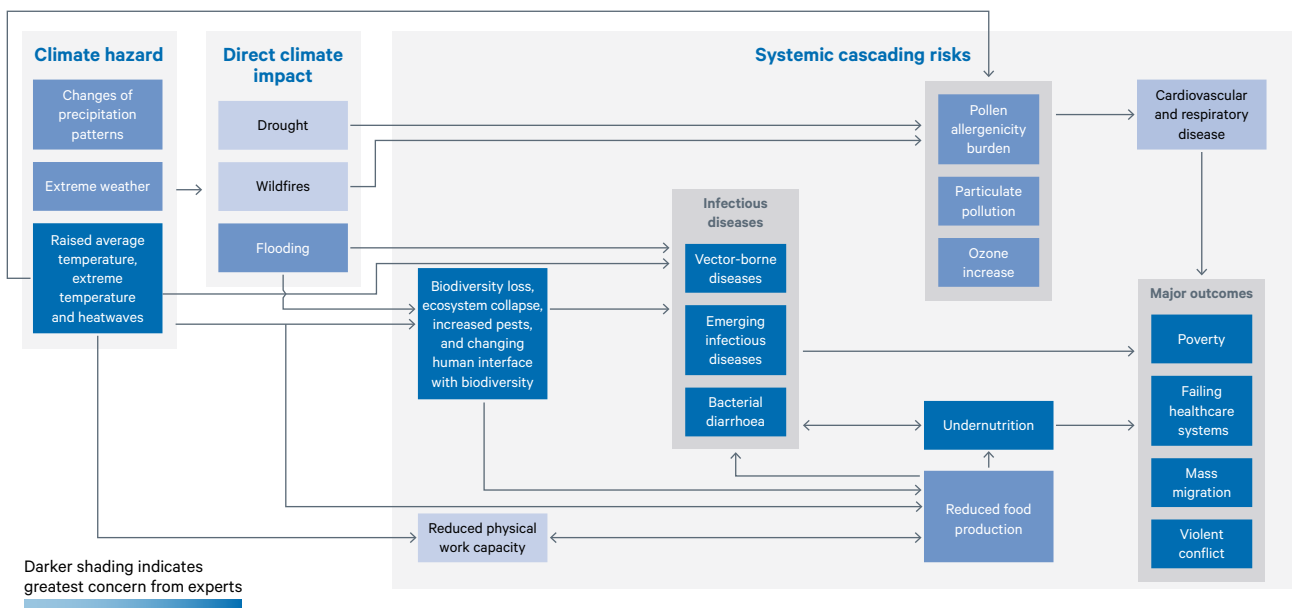 Climate hazard
Changes of
precipitation
patterns
Extreme weather
Raised average
temperature,
extreme
temperature
and heatwaves
Direct climate
impact
Drought
Wildfires
Flooding
Systemic cascading risks
Biodiversity loss,
ecosystem collapse,
increased pests,
and changing
human interface
with biodiversity
Reduced physical
work capacity
Infectious
diseases
Vector-borne
diseases
Emerging
infectious
diseases
Bacterial
diarrhoea
Pollen
allergenicity
burden
Particulate
pollution
Ozone
increase
Undernutrition
Reduced food
production
Cardiovascular
and respiratory
disease
Major outcomes
Poverty
Failing
healthcare
systems
Mass
migration
Violent
conflict
Darker shading indicates
greatest concern from experts